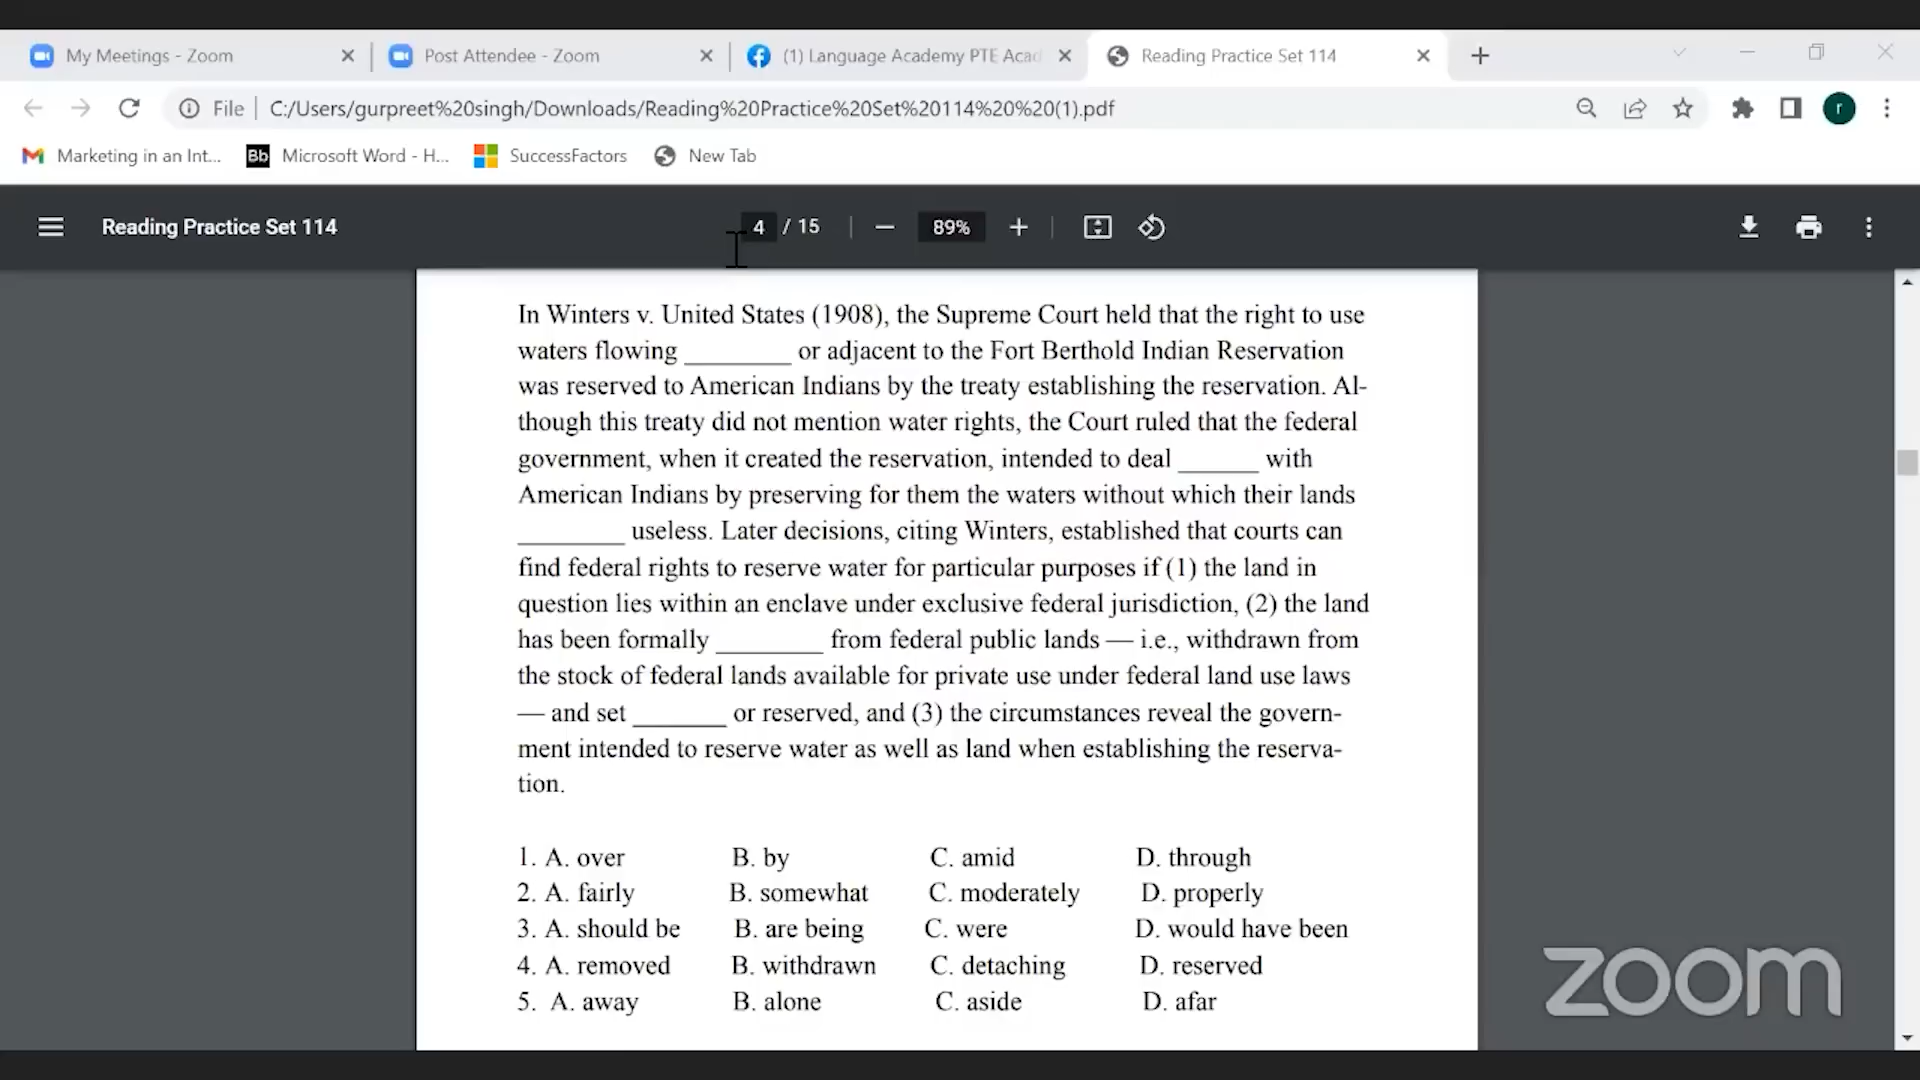 My Meetings - Zoom
Post Attendee - Zoom
(1) Language Academy PTE Acad
Reading Practice Set 114
File | C:/Users/gurpreet%20singh/Downloads/Reading%20Practice%20Set%20114%20%20(1).pdf
r
Marketing in an Int...
Bb Microsoft Word - H...
SuccessFactors
New Tab
Reading Practice Set 114
4 / 15
89%
In Winters v. United States (1908), the Supreme Court held that the right to use
waters flowing ________ or adjacent to the Fort Berthold Indian Reservation
was reserved to American Indians by the treaty establishing the reservation. Al-
though this treaty did not mention water rights, the Court ruled that the federal
government, when it created the reservation, intended to deal ______ with
American Indians by preserving for them the waters without which their lands
________ useless. Later decisions, citing Winters, established that courts can
find federal rights to reserve water for particular purposes if (1) the land in
question lies within an enclave under exclusive federal jurisdiction, (2) the land
has been formally ________ from federal public lands — i.e., withdrawn from
the stock of federal lands available for private use under federal land use laws
— and set _______ or reserved, and (3) the circumstances reveal the govern-
ment intended to reserve water as well as land when establishing the reserva-
tion.
1. A. over B. by C. amid D. through
2. A. fairly B. somewhat C. moderately D. properly
3. A. should be B. are being C. were D. would have been
4. A. removed B. withdrawn C. detaching D. reserved
5. A. away B. alone C. aside D. afar
zoom